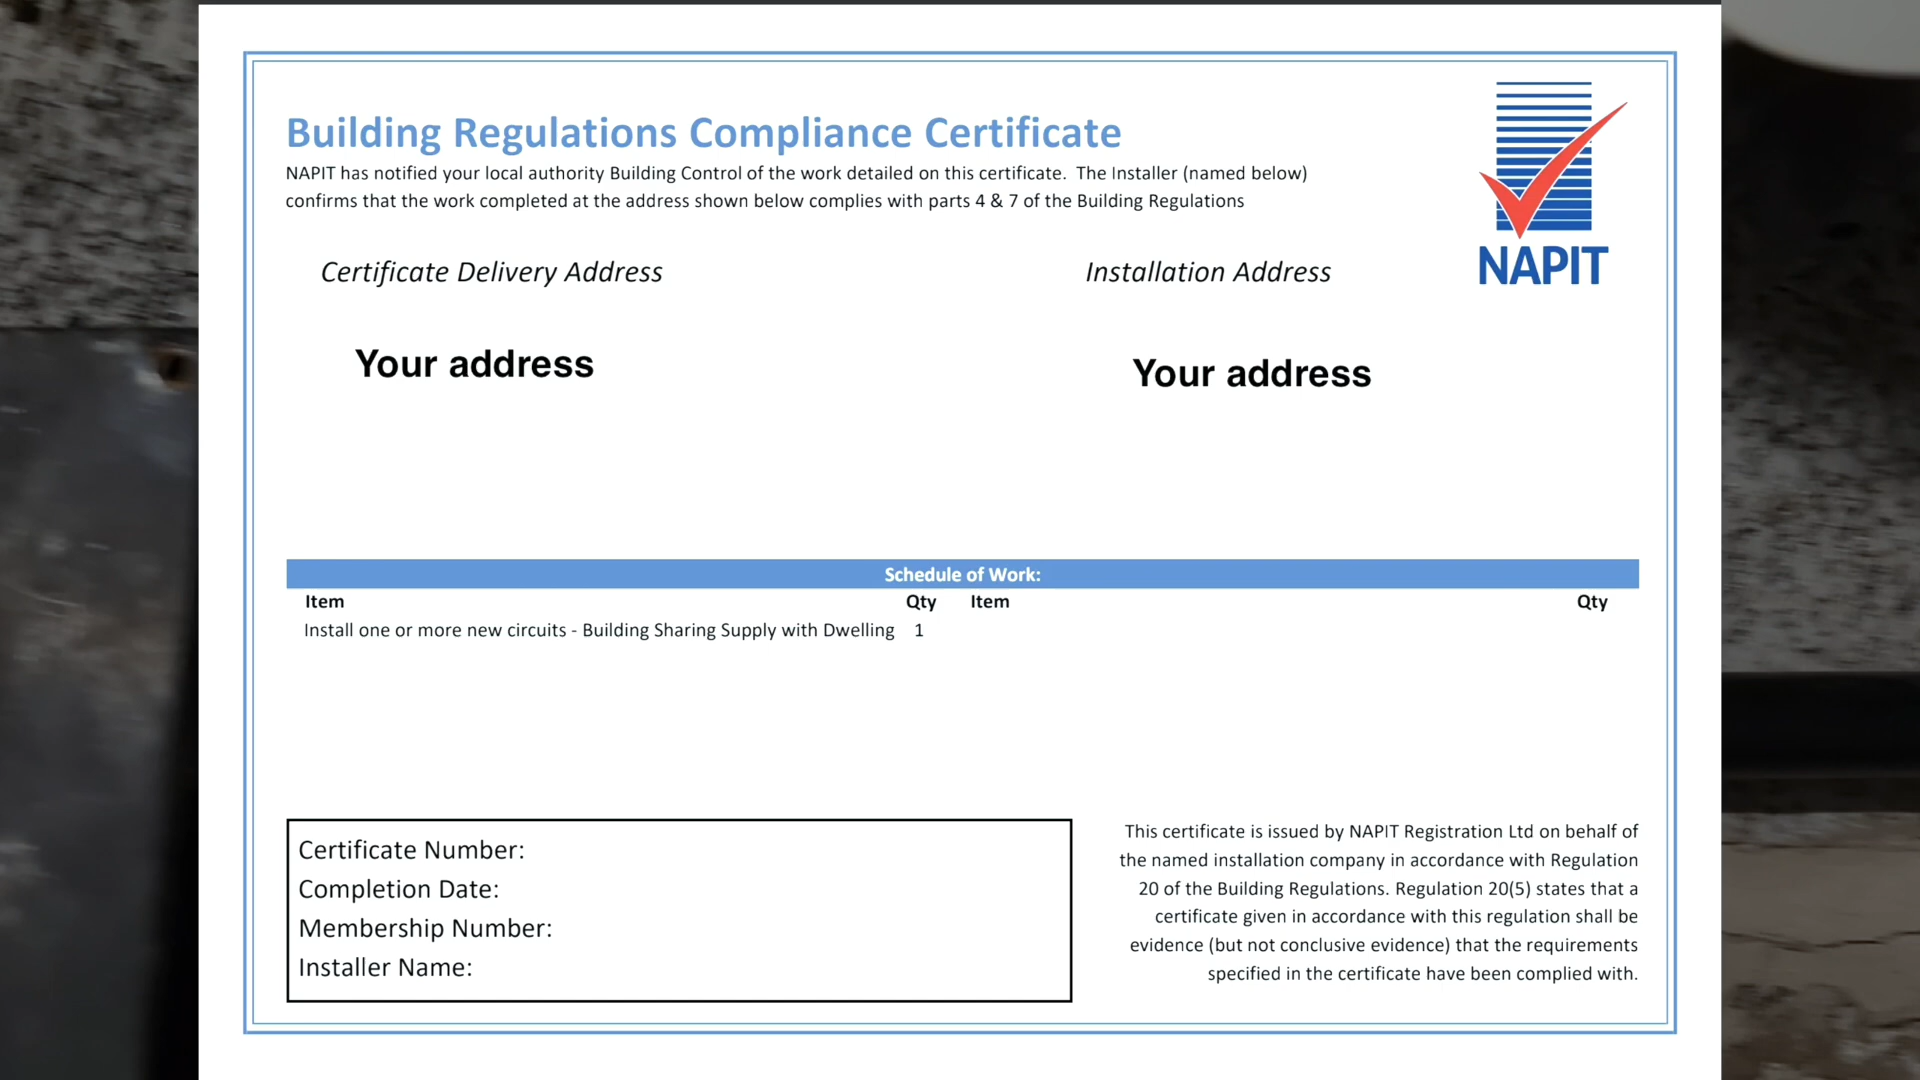 Building Regulations Compliance Certificate
NAPIT has notified your local authority Building Control of the work detailed on this certificate. The Installer (named below)
confirms that the work completed at the address shown below complies with parts 4 & 7 of the Building Regulations
NAPIT
Certificate Delivery Address
Installation Address
Your address
Your address
Schedule of Work:
Item Qty Item Qty
Install one or more new circuits - Building Sharing Supply with Dwelling 1
Certificate Number:
Completion Date:
Membership Number:
Installer Name:
This certificate is issued by NAPIT Registration Ltd on behalf of
the named installation company in accordance with Regulation
20 of the Building Regulations. Regulation 20(5) states that a
certificate given in accordance with this regulation shall be
evidence (but not conclusive evidence) that the requirements
specified in the certificate have been complied with.